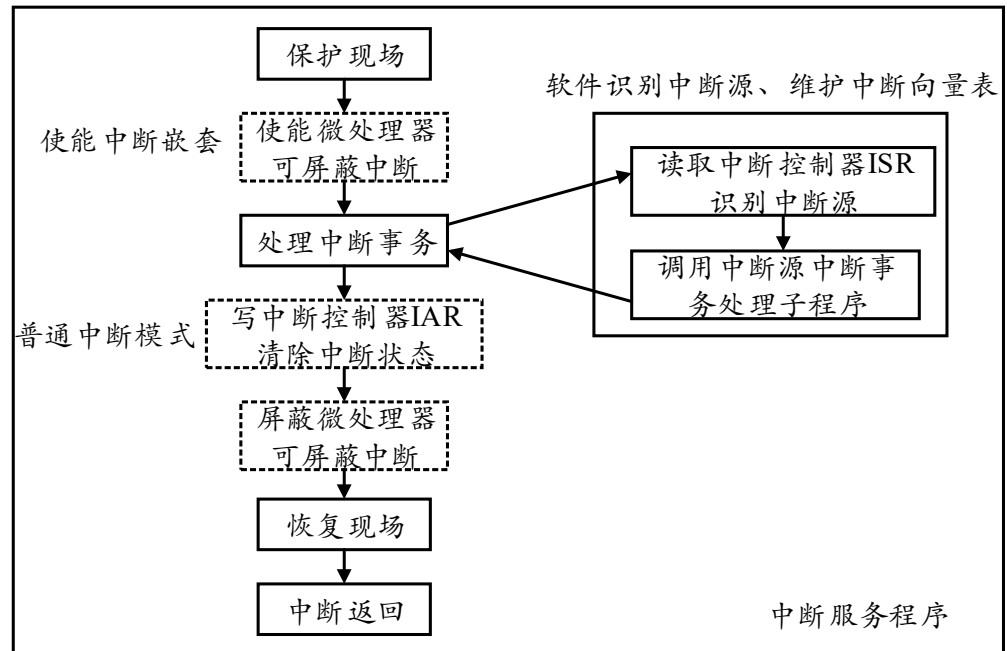 保护现场
软件识别中断源、维护中断向量表
使能中断嵌套
使能微处理器
可屏蔽中断
读取中断控制器ISR
识别中断源
处理中断事务
调用中断源中断事
务处理子程序
普通中断模式
写中断控制器IAR
清除中断状态
屏蔽微处理器
可屏蔽中断
恢复现场
中断返回
中断服务程序